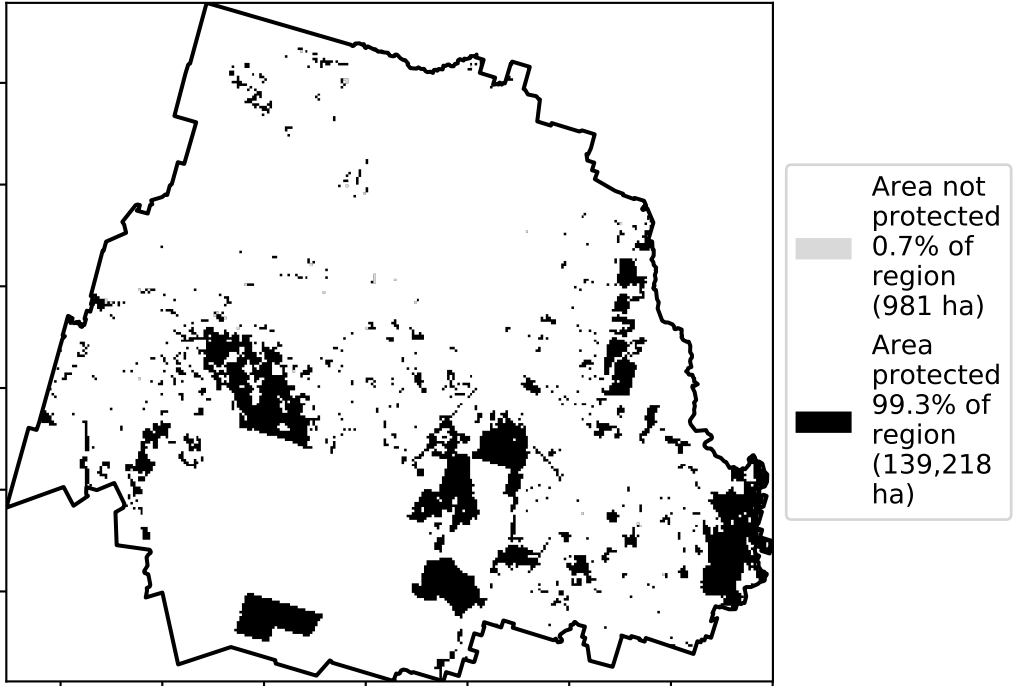 Area not
protected
0.7% of
region
(981 ha)
Area
protected
99.3% of
region
(139,218
ha)